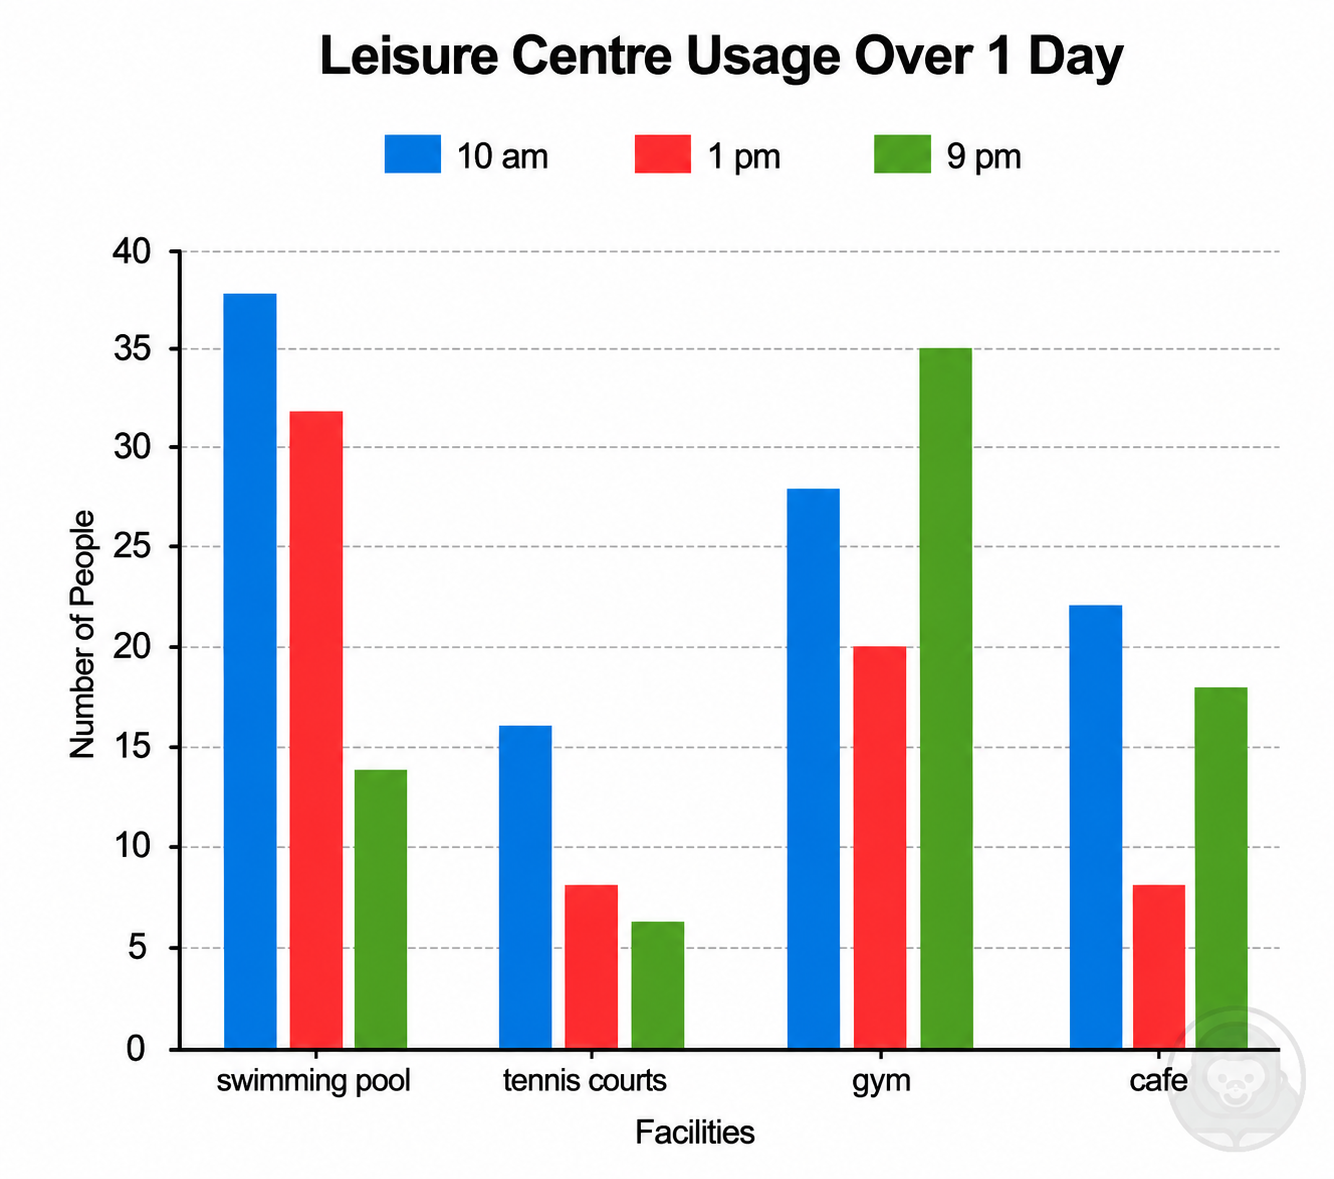 Leisure Centre Usage Over 1 Day
10 am 1 pm 9 pm
40
35
30
25
20
15
10
5
0
Number of People
swimming pool tennis courts gym cafe
Facilities